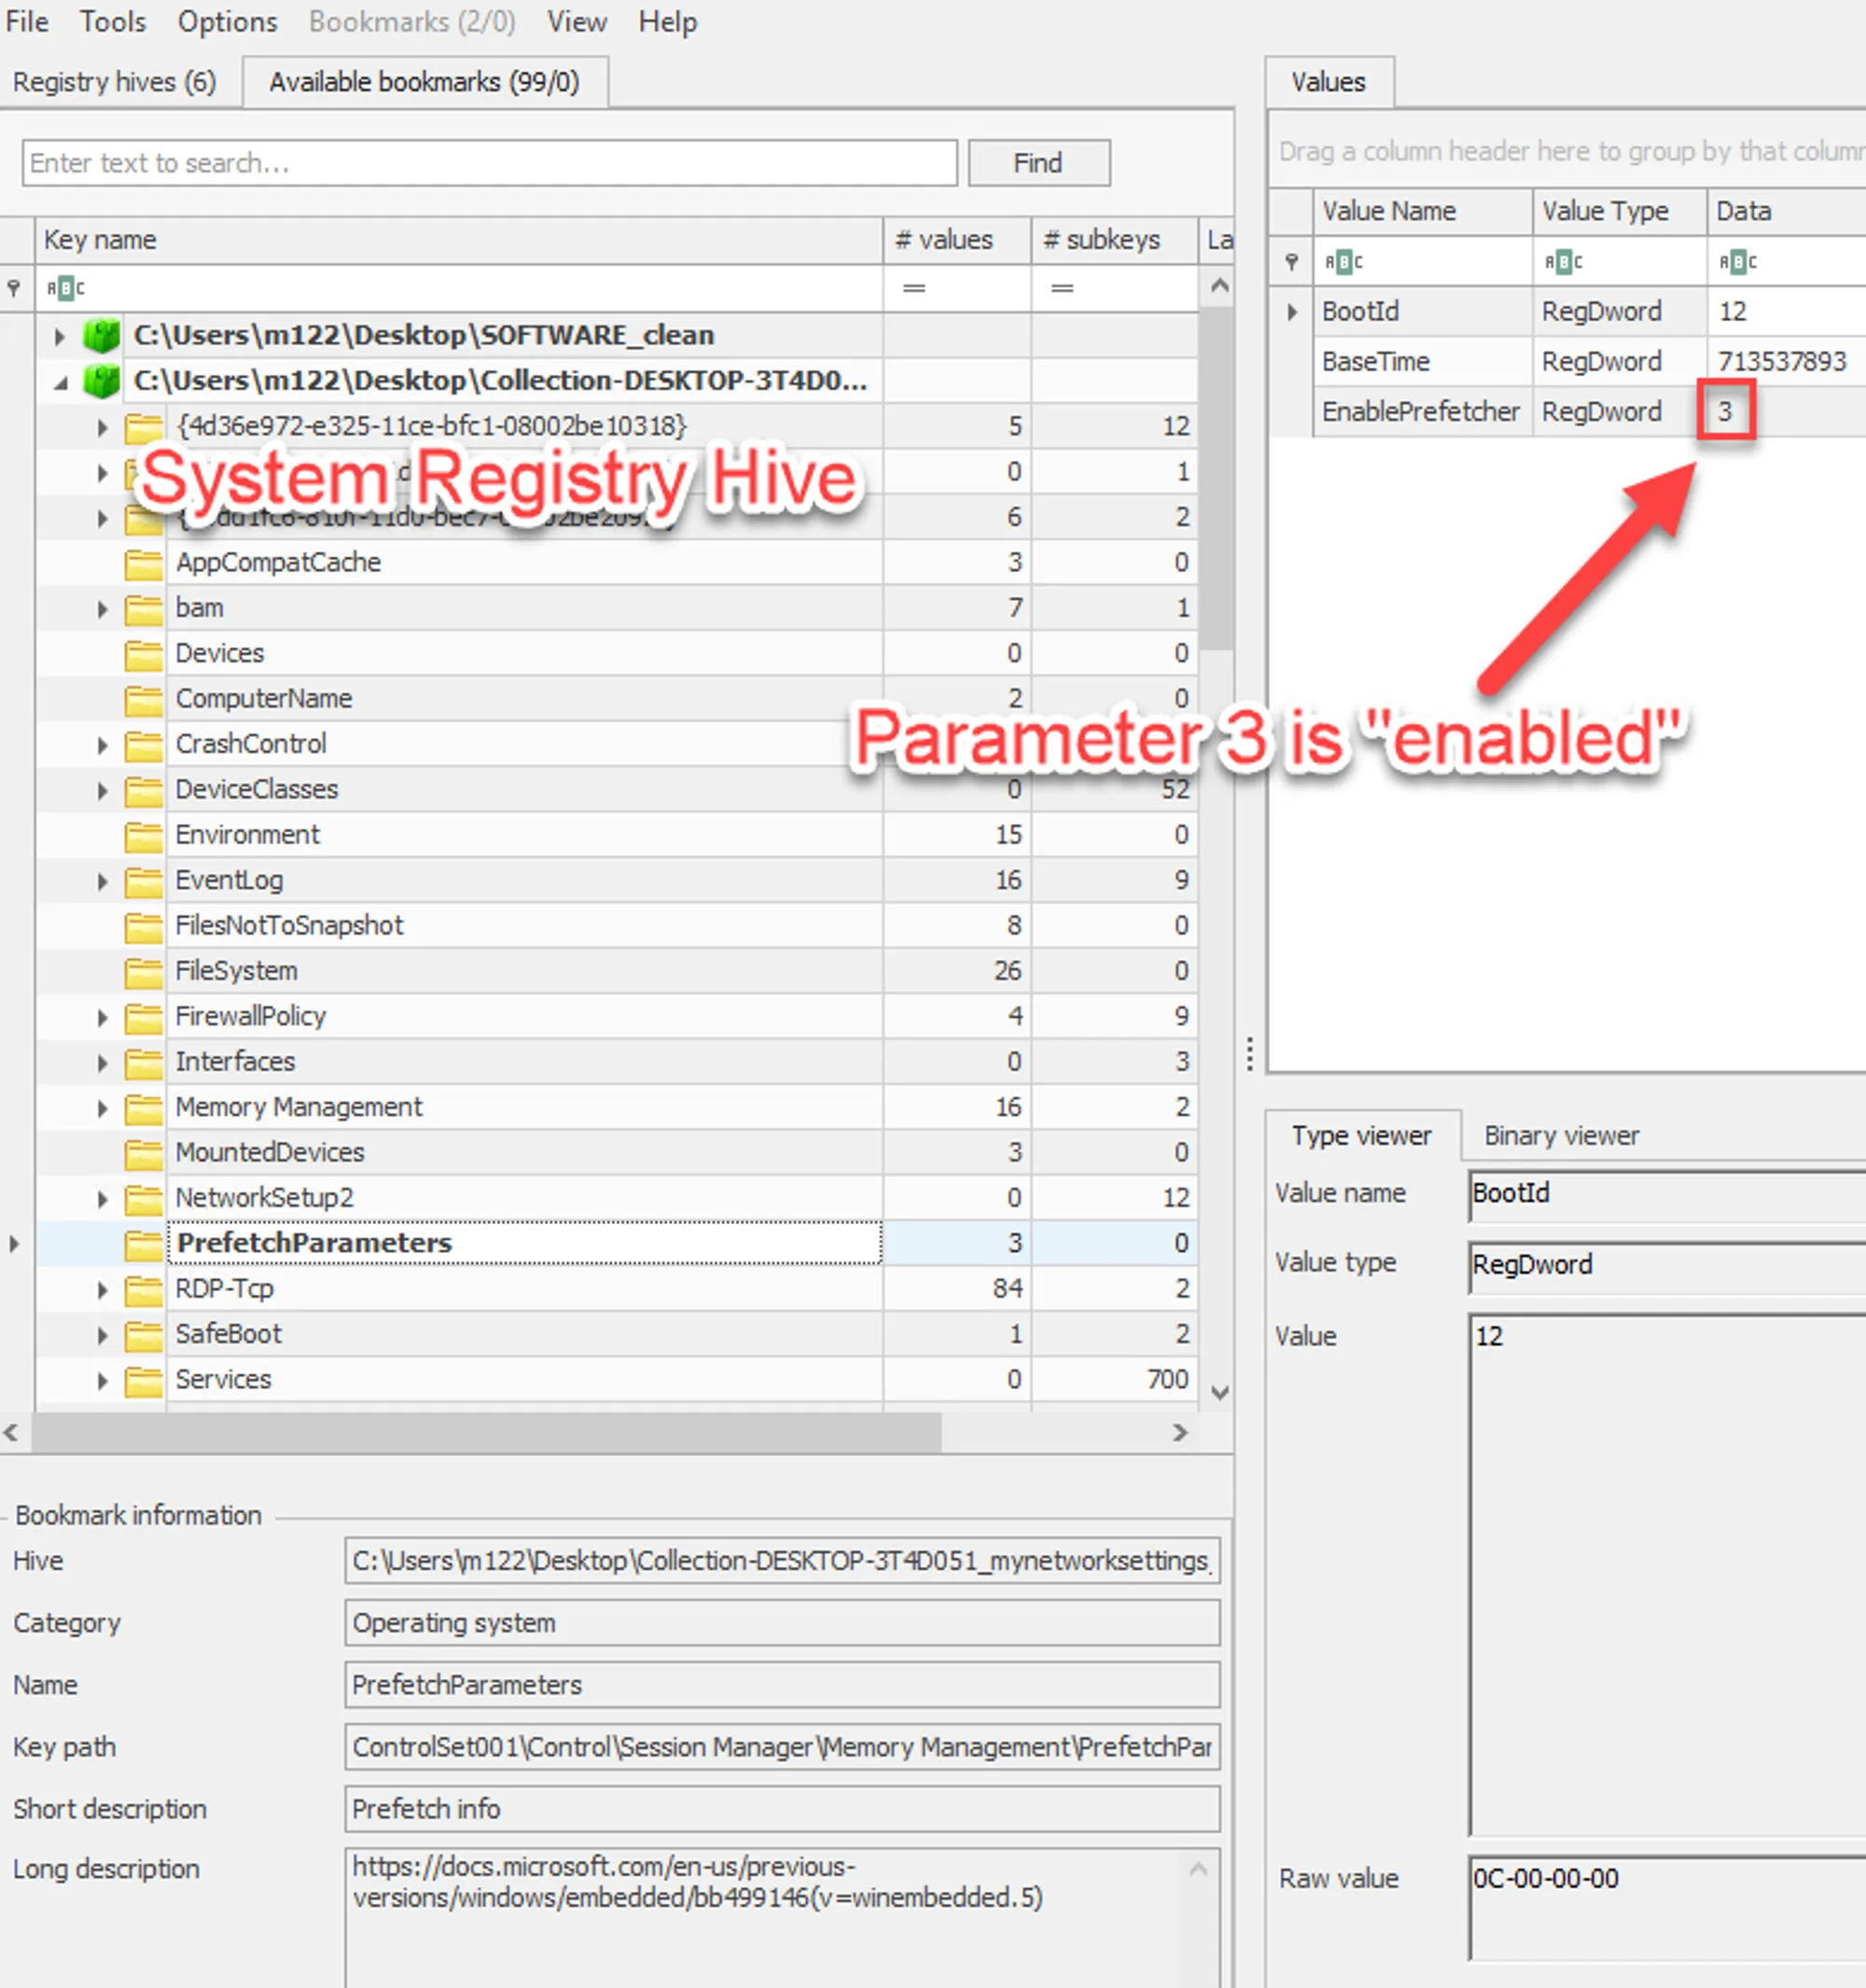 File Tools Options Bookmarks (2/0) View Help
Registry hives (6) Available bookmarks (99/0)
Enter text to search...
Find
Key name # values # subkeys La
ABC = =
C:\Users\m122\Desktop\SOFTWARE_clean
C:\Users\m122\Desktop\Collection-DESKTOP-3T4D0...
{4d36e972-e325-11ce-bfc1-08002be10318} 5 12
0 1
System Registry Hive
6 2
AppCompatCache 3 0
bam 7 1
Devices 0 0
ComputerName 2 0
CrashControl
DeviceClasses 0 52
Environment 15 0
EventLog 16 9
FilesNotToSnapshot 8 0
FileSystem 26 0
FirewallPolicy 4 9
Interfaces 0 3
Memory Management 16 2
MountedDevices 3 0
NetworkSetup2 0 12
PrefetchParameters 3 0
RDP-Tcp 84 2
SafeBoot 1 2
Services 0 700
Bookmark information
Hive C:\Users\m122\Desktop\Collection-DESKTOP-3T4D051_mynetworksettings_
Category Operating system
Name PrefetchParameters
Key path ControlSet001\Control\Session Manager\Memory Management\PrefetchPar
Short description Prefetch info
Long description https://docs.microsoft.com/en-us/previous-
versions/windows/embedded/bb499146(v=winembedded.5)
Values
Drag a column header here to group by that column
Value Name Value Type Data
ABC ABC ABC
BootId RegDword 12
BaseTime RegDword 713537893
EnablePrefetcher RegDword 3
Parameter 3 is "enabled"
Type viewer Binary viewer
Value name BootId
Value type RegDword
Value 12
Raw value 0C-00-00-00